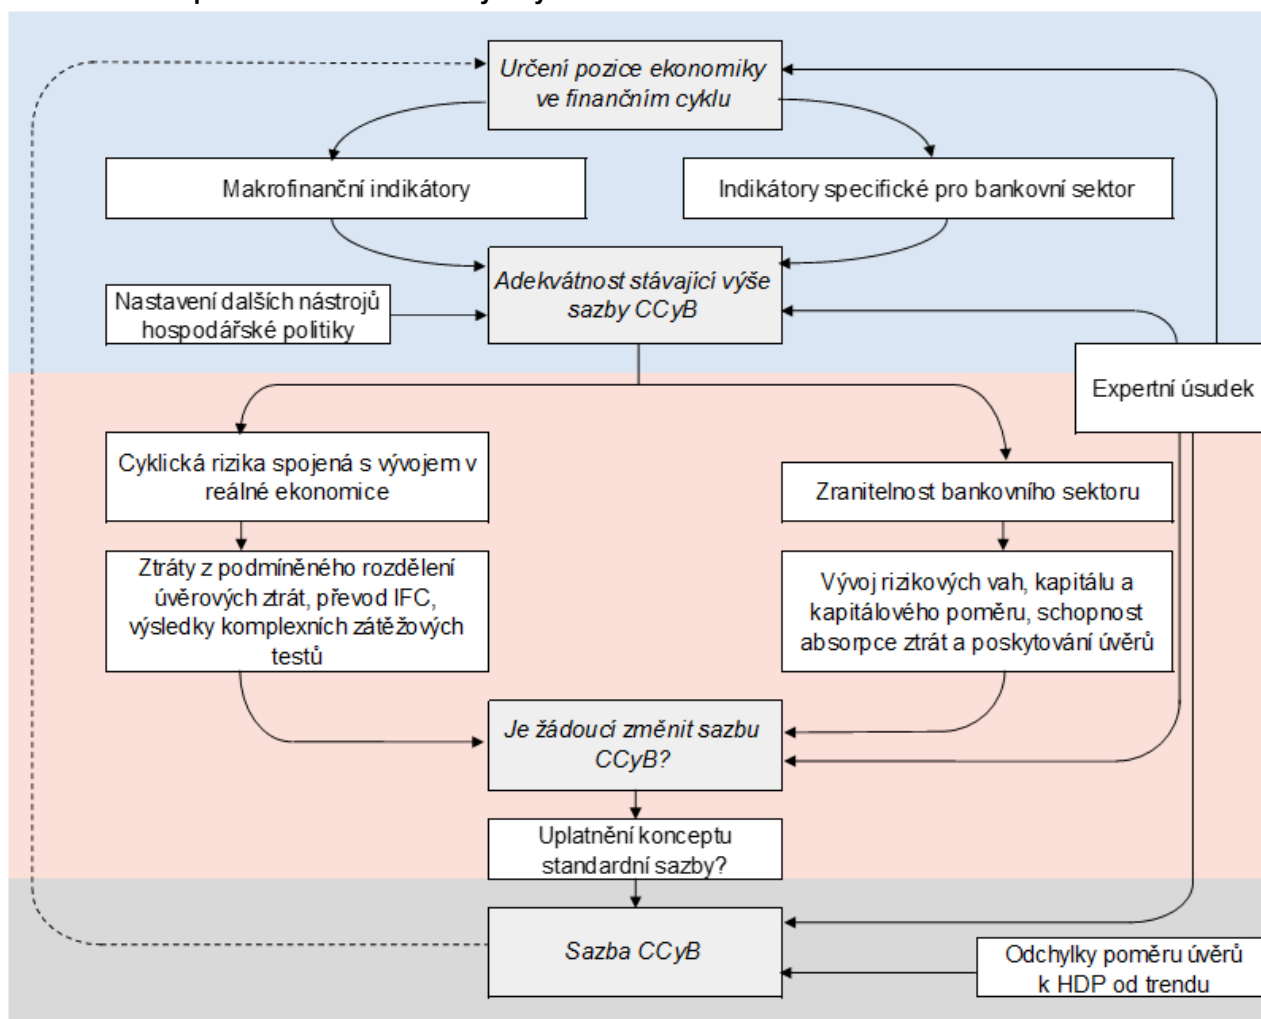 Určení pozice ekonomiky
ve finančním cyklu
Makrofinanční indikátory
Indikátory specifické pro bankovní sektor
Adekvátnost stávající výše
sazby CCyB
Nastavení dalších nástrojů
hospodářské politiky
Expertní úsudek
Cyklická rizika spojená s vývojem v
reálné ekonomice
Zranitelnost bankovního sektoru
Ztráty z podmíněného rozdělení
úvěrových ztrát, převod IFC,
výsledky komplexních zátěžových
testů
Vývoj rizikových vah, kapitálu a
kapitálového poměru, schopnost
absorpce ztrát a poskytování úvěrů
Je žádoucí změnit sazbu
CCyB?
Uplatnění konceptu
standardní sazby?
Sazba CCyB
Odchylky poměru úvěrů
k HDP od trendu